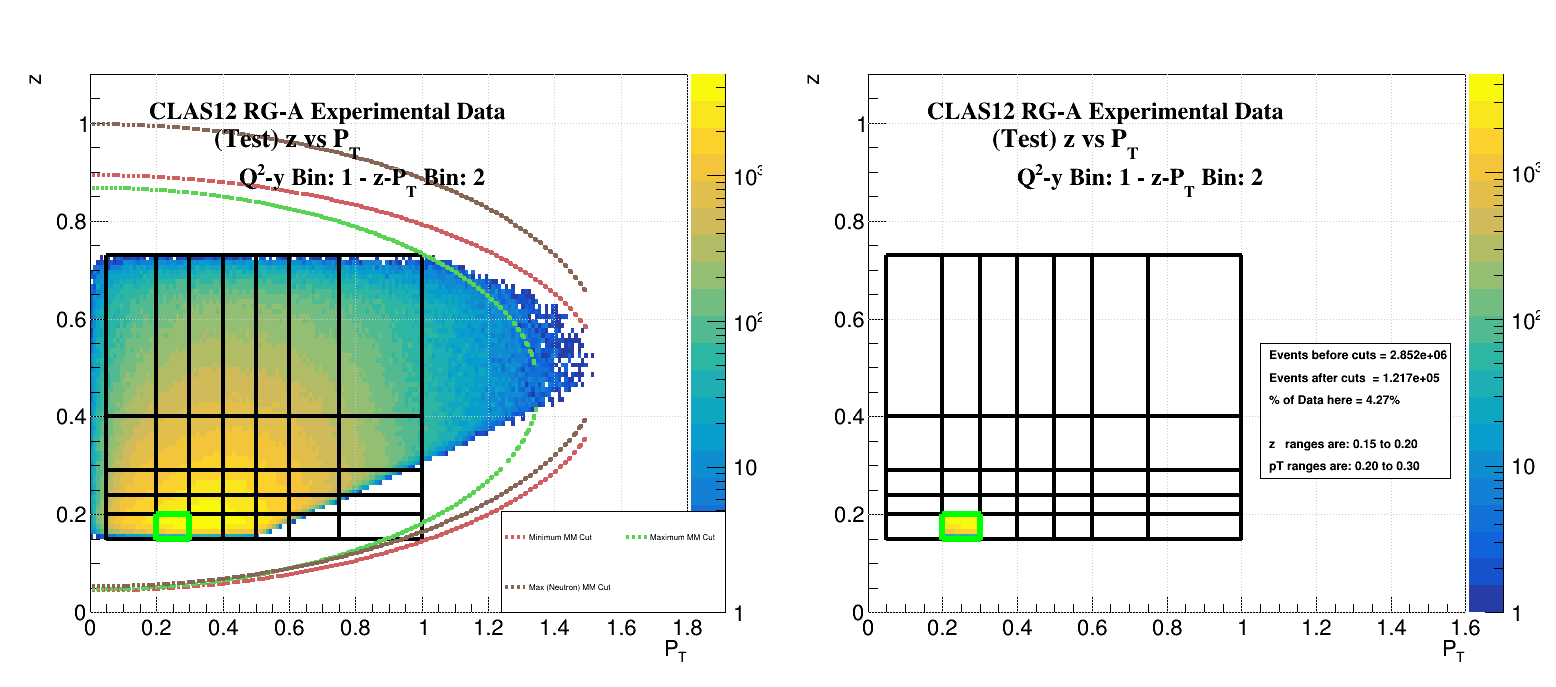 CLAS12 RG-A Experimental Data
(Test) z vs P_T
Q²-y Bin: 1 - z-P_T Bin: 2
z
1
0.8
0.6
0.4
0.2
0
0 0.2 0.4 0.6 0.8 1 1.2 1.4 1.6 1.8
P_T
10³
10²
10
1
Minimum MM Cut
Maximum MM Cut
Max (Neutron) MM Cut
CLAS12 RG-A Experimental Data
(Test) z vs P_T
Q²-y Bin: 1 - z-P_T Bin: 2
z
1
0.8
0.6
0.4
0.2
0
0 0.2 0.4 0.6 0.8 1 1.2 1.4 1.6
P_T
10³
10²
10
1
Events before cuts = 2.852e+06
Events after cuts = 1.217e+05
% of Data here = 4.27%
z ranges are: 0.15 to 0.20
pT ranges are: 0.20 to 0.30